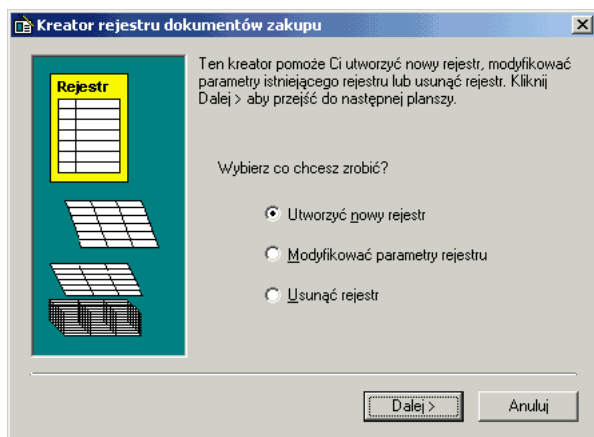 Kreator rejestru dokumentów zakupu
Rejestr
Ten kreator pomoże Ci utworzyć nowy rejestr, modyfikować
parametry istniejącego rejestru lub usunąć rejestr. Kliknij
Dalej > aby przejść do następnej planszy.
Wybierz co chcesz zrobić?
Utworzyć nowy rejestr
Modyfikować parametry rejestru
Usunąć rejestr
Dalej >
Anuluj